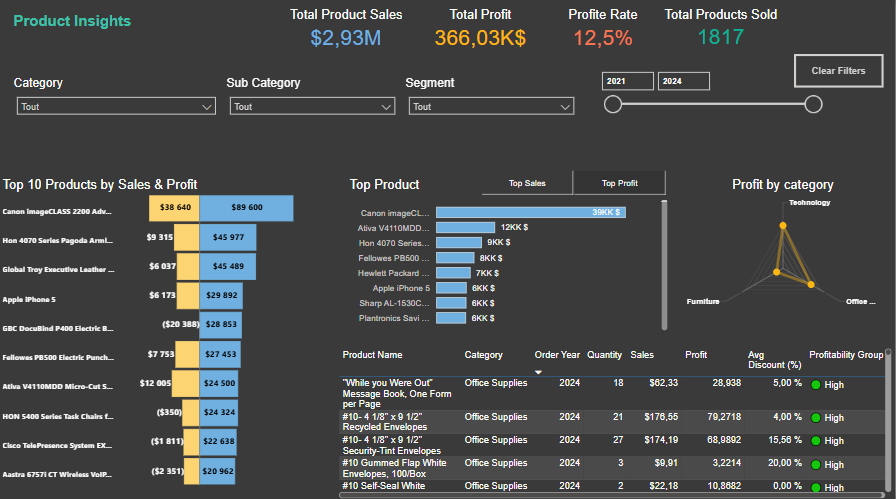 Product Insights
Total Product Sales
$2,93M
Total Profit
366,03K$
Profite Rate
12,5%
Total Products Sold
1817
Clear Filters
Category
Tout
Sub Category
Tout
Segment
Tout
2021
2024
Top 10 Products by Sales & Profit
Canon imageCLASS 2200 Adv... $38 640 $89 600
Hon 4070 Series Pagoda Armi... $9 315 $45 977
Global Troy Executive Leather ... $6 037 $45 489
Apple iPhone 5 $6 173 $29 892
GBC DocuBind P400 Electric B... ($20 388) $28 853
Fellowes PB500 Electric Punch... $7 753 $27 453
Ativa V4110MDD Micro-Cut S... $12 005 $24 500
HON 5400 Series Task Chairs f... ($350) $24 324
Cisco TelePresence System EX... ($1 811) $22 638
Aastra 6757i CT Wireless VoIP... ($2 351) $20 962
Top Product
Top Sales
Top Profit
Canon imageCL... 39KK $
Ativa V4110MDD... 12KK $
Hon 4070 Series... 9KK $
Fellowes PB500 ... 8KK $
Hewlett Packard ... 7KK $
Apple iPhone 5 6KK $
Sharp AL-1530C... 6KK $
Plantronics Savi ... 6KK $
Profit by category
Technology
Furniture
Office ...
Product Name Category Order Year Quantity Sales Profit Avg Discount (%) Profitability Group
"While you Were Out" Office Supplies 2024 18 $62,33 28,938 5,00 % High
Message Book, One Form
per Page
#10- 4 1/8" x 9 1/2" Office Supplies 2024 21 $176,55 79,2718 4,00 % High
Recycled Envelopes
#10- 4 1/8" x 9 1/2" Office Supplies 2024 27 $174,19 68,9892 15,56 % High
Security-Tint Envelopes
#10 Gummed Flap White Office Supplies 2024 3 $9,91 3,2214 20,00 % High
Envelopes, 100/Box
#10 Self-Seal White Office Supplies 2024 2 $22,18 10,8682 0,00 % High